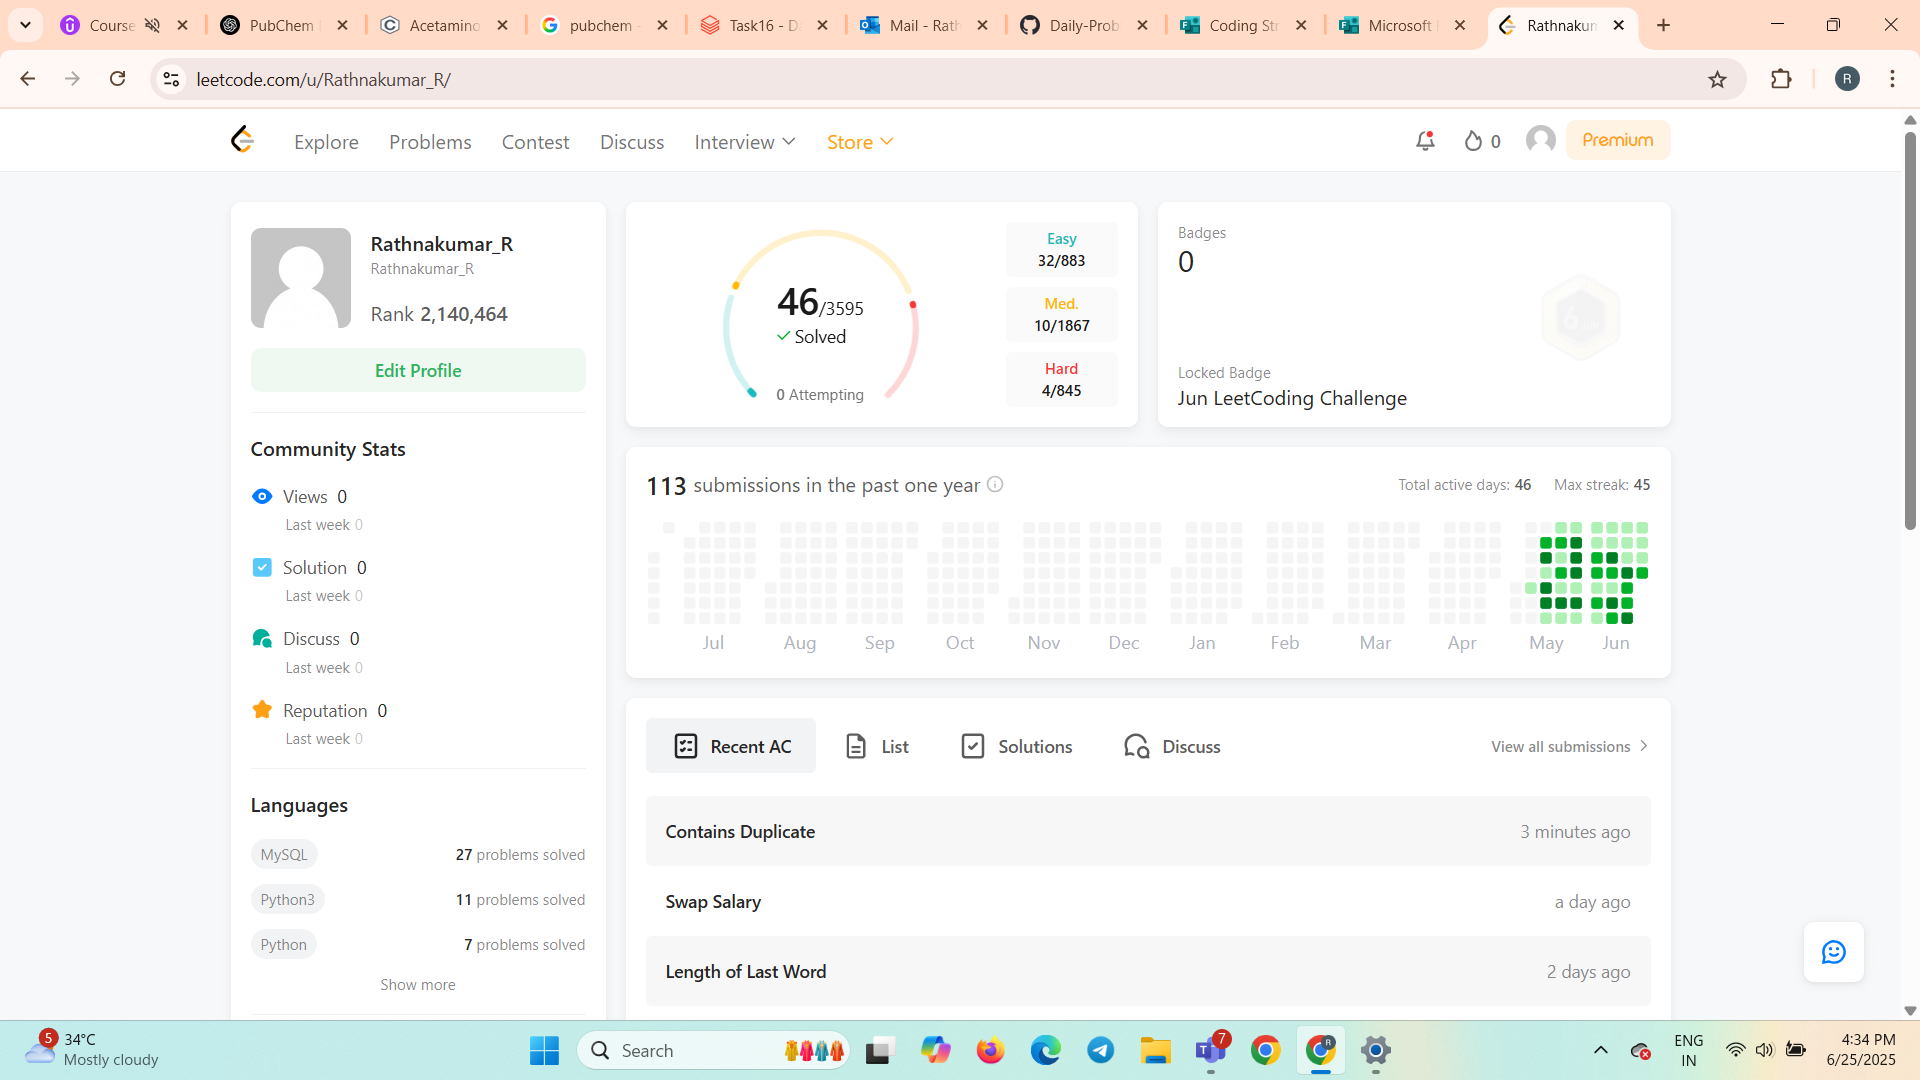 Course
PubChem
Acetamino
pubchem -
Task16 - D
Mail - Rath
Daily-Prob
Coding Str
Microsoft
Rathnakum
leetcode.com/u/Rathnakumar_R/
R
Explore
Problems
Contest
Discuss
Interview
Store
0
Premium
Rathnakumar_R
Rathnakumar_R
Rank 2,140,464
Edit Profile
Community Stats
Views 0
Last week 0
Solution 0
Last week 0
Discuss 0
Last week 0
Reputation 0
Last week 0
Languages
MySQL
27 problems solved
Python3
11 problems solved
Python
7 problems solved
Show more
46/3595
Solved
0 Attempting
Easy
32/883
Med.
10/1867
Hard
4/845
Badges
0
Locked Badge
Jun LeetCoding Challenge
113 submissions in the past one year
Total active days: 46
Max streak: 45
Jul
Aug
Sep
Oct
Nov
Dec
Jan
Feb
Mar
Apr
May
Jun
Recent AC
List
Solutions
Discuss
View all submissions
Contains Duplicate
3 minutes ago
Swap Salary
a day ago
Length of Last Word
2 days ago
5
34°C
Mostly cloudy
Search
7
R
ENG
IN
4:34 PM
6/25/2025